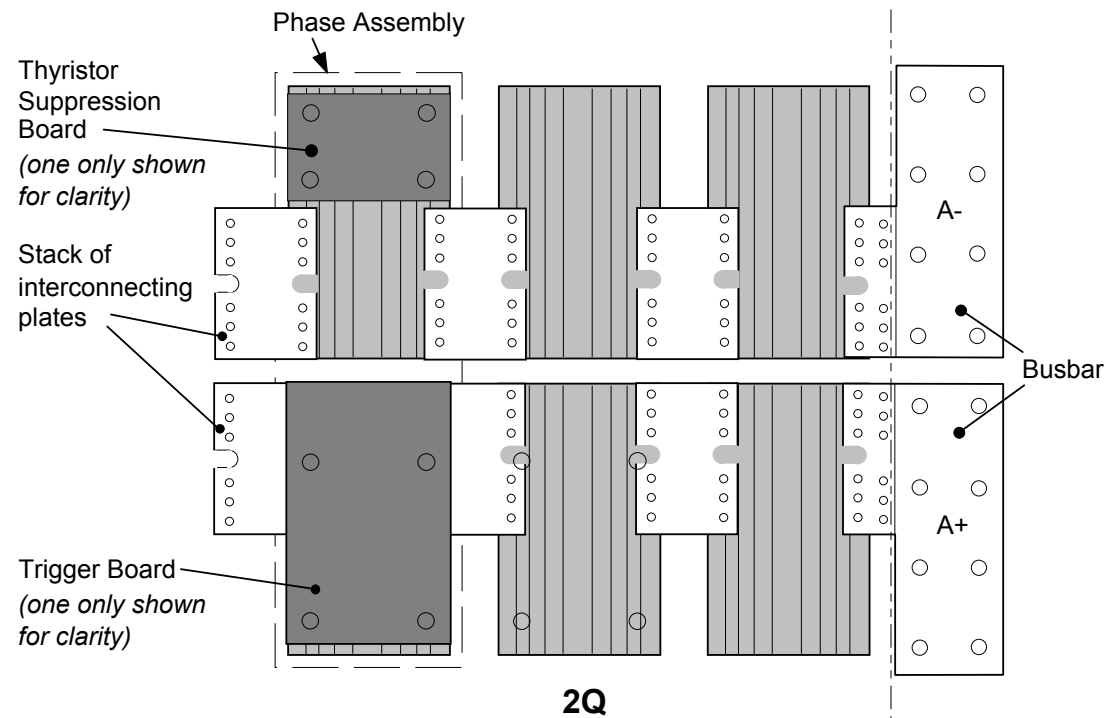 Phase Assembly
Thyristor
Suppression
Board
(one only shown
for clarity)
Stack of
interconnecting
plates
A-
Busbar
A+
Trigger Board
(one only shown
for clarity)
2Q